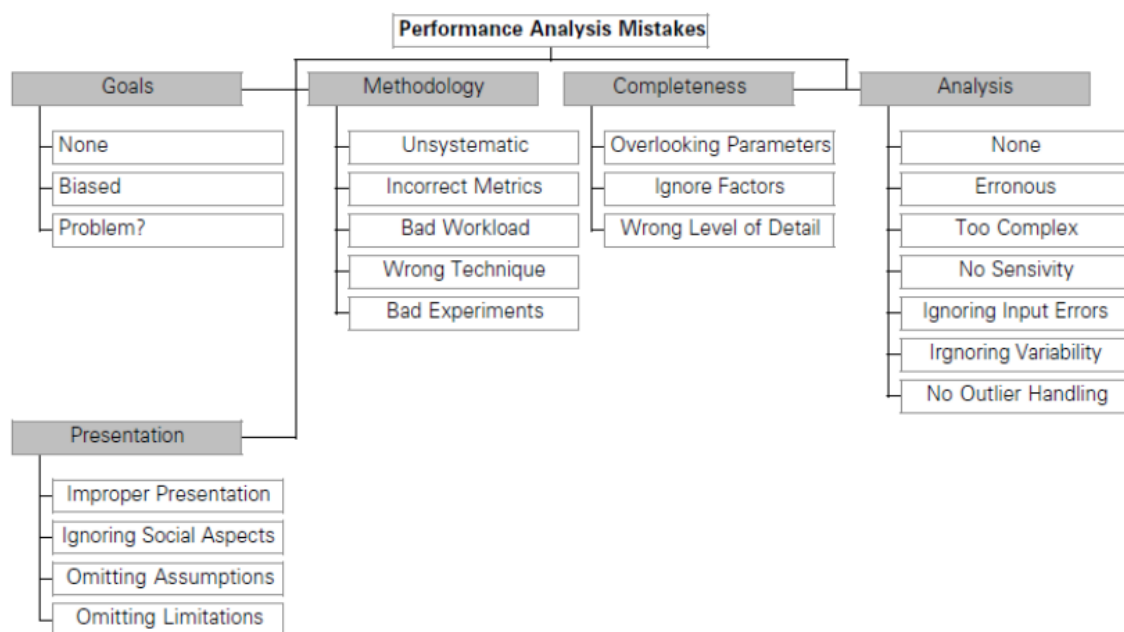 Performance Analysis Mistakes
Goals
None
Biased
Problem?
Methodology
Unsystematic
Incorrect Metrics
Bad Workload
Wrong Technique
Bad Experiments
Completeness
Overlooking Parameters
Ignore Factors
Wrong Level of Detail
Analysis
None
Erronous
Too Complex
No Sensivity
Ignoring Input Errors
Irgnoring Variability
No Outlier Handling
Presentation
Improper Presentation
Ignoring Social Aspects
Omitting Assumptions
Omitting Limitations